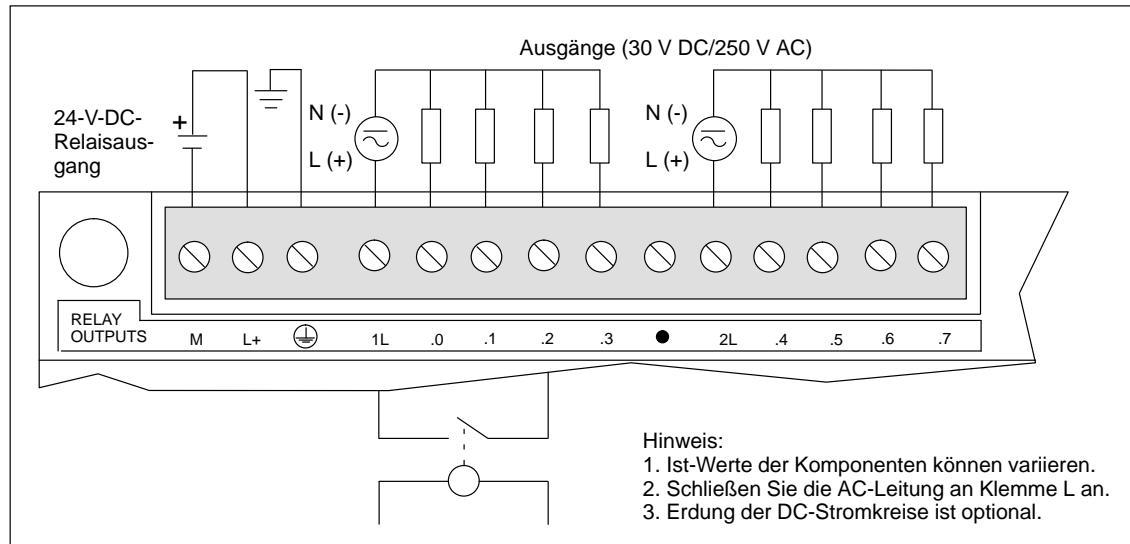 Ausgänge (30 V DC/250 V AC)
24-V-DC-
Relaisaus-
gang
+
N (-)
L (+)
N (-)
L (+)
RELAY
OUTPUTS
M L+ 1L .0 .1 .2 .3 2L .4 .5 .6 .7
Hinweis:
1. Ist-Werte der Komponenten können variieren.
2. Schließen Sie die AC-Leitung an Klemme L an.
3. Erdung der DC-Stromkreise ist optional.